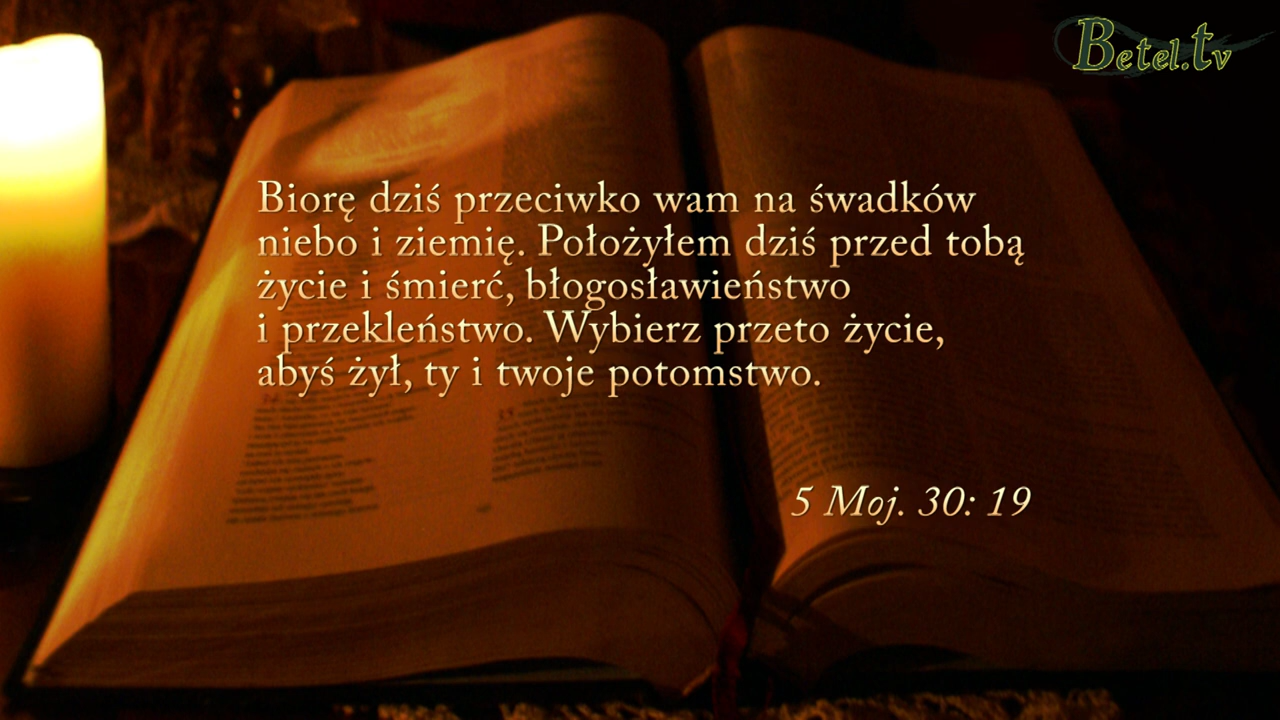 Betel.tv
Biorę dziś przeciwko wam na śwadków
niebo i ziemię. Położyłem dziś przed tobą
życie i śmierć, błogosławieństwo
i przekleństwo. Wybierz przeto życie,
abyś żył, ty i twoje potomstwo.
5 Moj. 30: 19